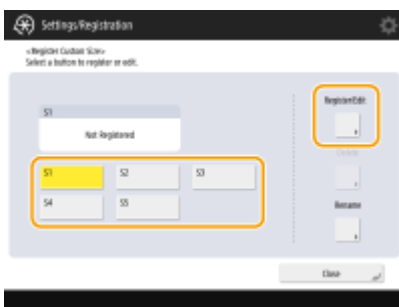 Settings/Registration
<Register Custom Size>
Select a button to register or edit.
S1
Not Registered
Register/Edit
S1
S2
S3
Delete
S4
S5
Rename
Close